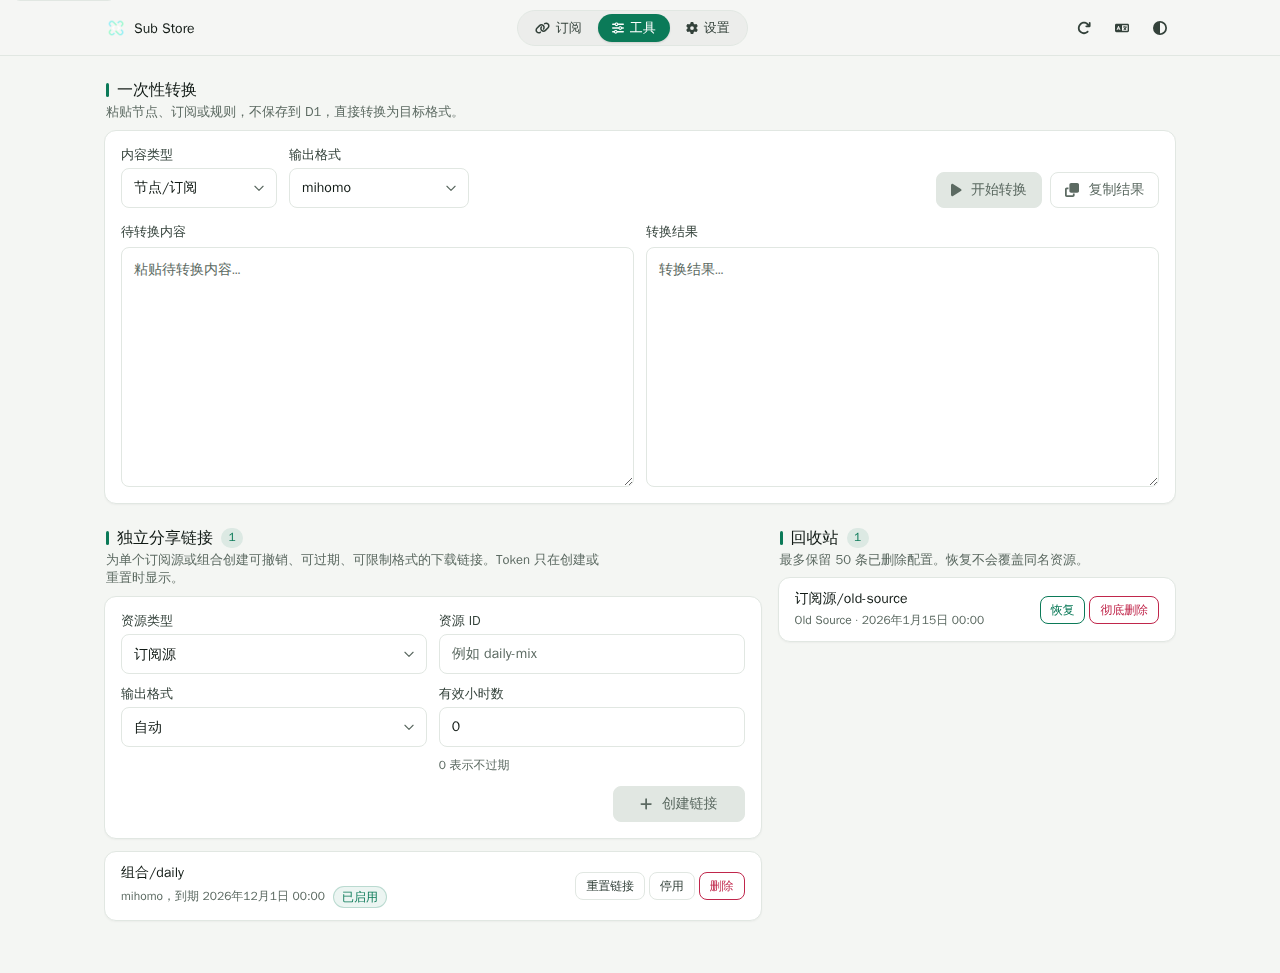 Sub Store
订阅
工具
设置
一次性转换
粘贴节点、订阅或规则，不保存到 D1，直接转换为目标格式。
内容类型
输出格式
节点/订阅
mihomo
开始转换
复制结果
待转换内容
转换结果
粘贴待转换内容...
转换结果...
独立分享链接 1
为单个订阅源或组合创建可撤销、可过期、可限制格式的下载链接。Token 只在创建或
重置时显示。
资源类型
资源 ID
订阅源
例如 daily-mix
输出格式
有效小时数
自动
0
0 表示不过期
创建链接
组合/daily
mihomo，到期 2026年12月1日 00:00 已启用
重置链接
停用
删除
回收站 1
最多保留 50 条已删除配置。恢复不会覆盖同名资源。
订阅源/old-source
Old Source · 2026年1月15日 00:00
恢复
彻底删除